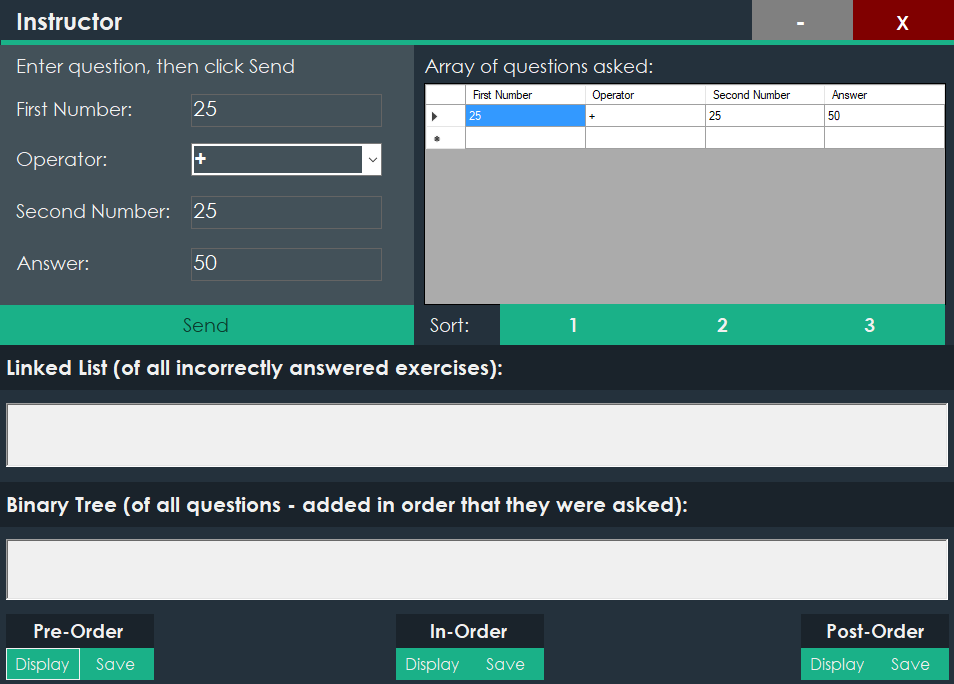 Instructor
-
X
Enter question, then click Send
First Number:
25
Operator:
+
Second Number:
25
Answer:
50
Send
Array of questions asked:
First Number Operator Second Number Answer
25 + 25 50
Sort:
1
2
3
Linked List (of all incorrectly answered exercises):
Binary Tree (of all questions - added in order that they were asked):
Pre-Order
Display Save
In-Order
Display Save
Post-Order
Display Save